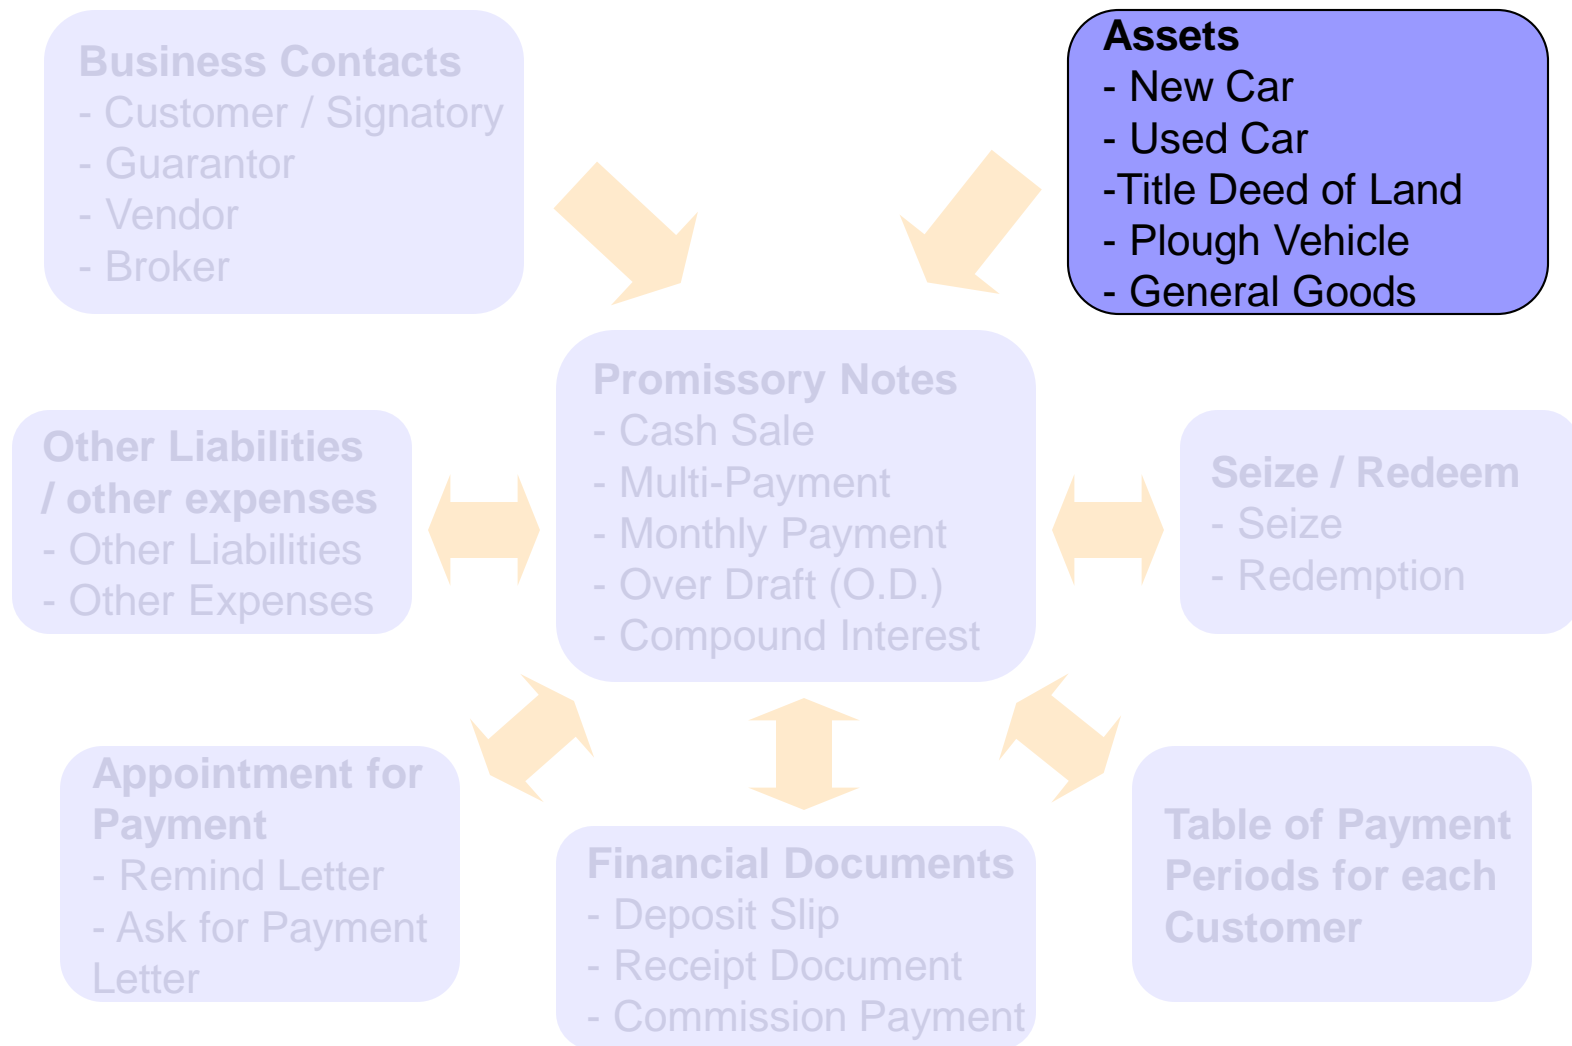 Business Contacts
- Customer / Signatory
- Guarantor
- Vendor
- Broker
Assets
- New Car
- Used Car
-Title Deed of Land
- Plough Vehicle
- General Goods
Promissory Notes
- Cash Sale
- Multi-Payment
- Monthly Payment
- Over Draft (O.D.)
- Compound Interest
Other Liabilities
/ other expenses
- Other Liabilities
- Other Expenses
Seize / Redeem
- Seize
- Redemption
Appointment for
Payment
- Remind Letter
- Ask for Payment
Letter
Financial Documents
- Deposit Slip
- Receipt Document
- Commission Payment
Table of Payment
Periods for each
Customer